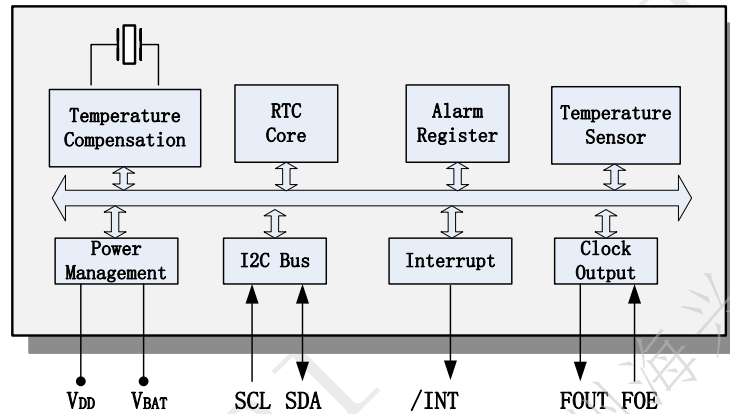 Temperature
Compensation
RTC
Core
Alarm
Register
Temperature
Sensor
Power
Management
I2C Bus
Interrupt
Clock
Output
VDD VBAT SCL SDA /INT FOUT FOE